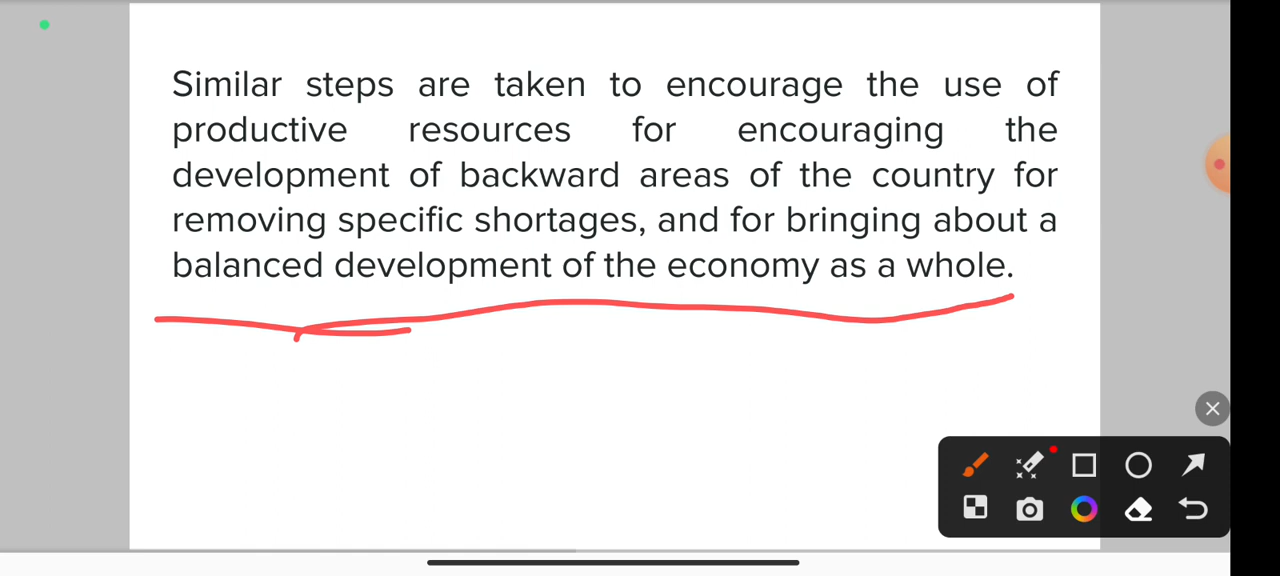 Similar steps are taken to encourage the use of
productive resources for encouraging the
development of backward areas of the country for
removing specific shortages, and for bringing about a
balanced development of the economy as a whole.